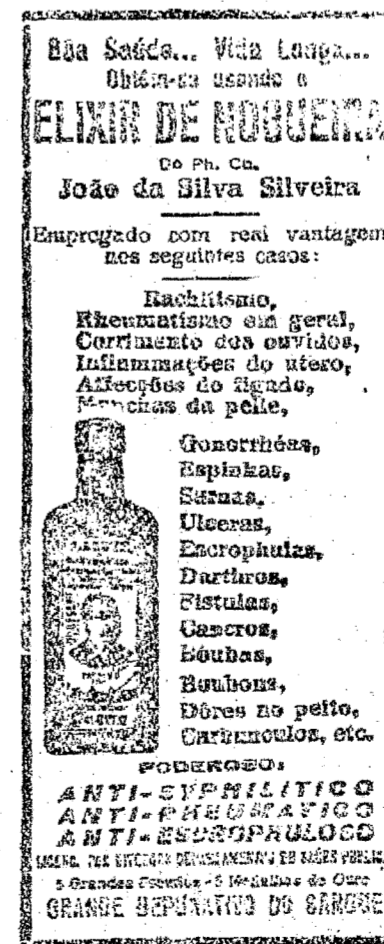 Bôa Saúde... Vida Longa...
Obtém-se usando o
ELIXIR DE NOGUEIRA
Do Ph. Ch.
João da Silva Silveira
Empregado com real vantagem
nos seguintes casos:
Rachitismo,
Rheumatismo em geral,
Corrimento dos ouvidos,
Inflammações do utero,
Affecções do figado,
Manchas da pelle,
Gonorrhéas,
Espinhas,
Sarnas,
Ulceras,
Escrophulas,
Darthros,
Fistulas,
Cancros,
Boubas,
Boubons,
Dôres no peito,
Carbunculos, etc.
PODEROSO:
ANTI-SYPHILITICO
ANTI-RHEUMATICO
ANTI-ESCROPHULOSO
5 Grandes Premios - 5 Medalhas de Ouro
GRANDE DEPURATIVO DO SANGUE